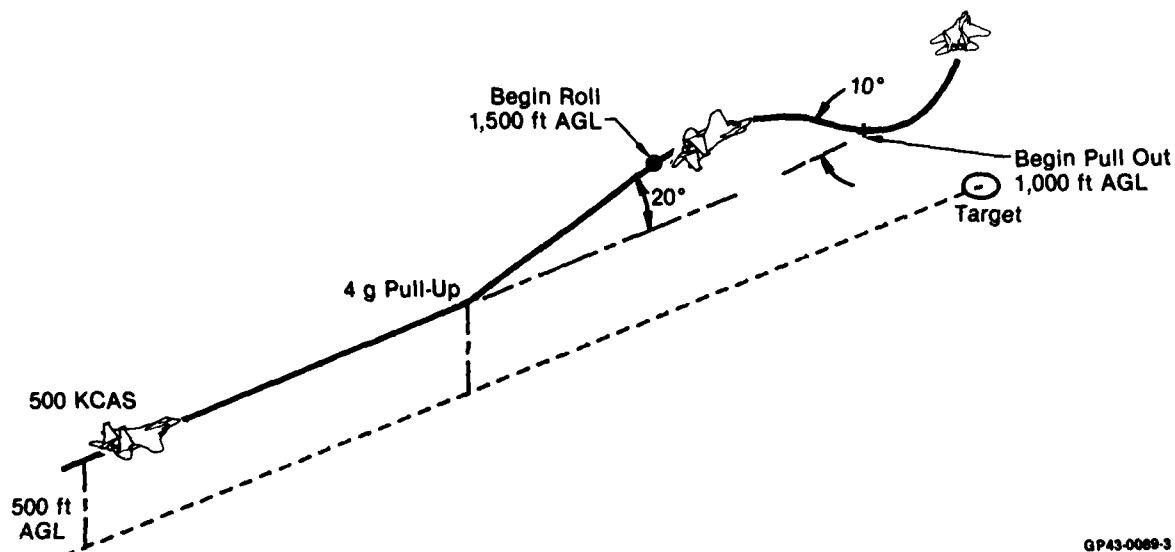 10°
Begin Roll
1,500 ft AGL
Begin Pull Out
1,000 ft AGL
20°
Target
4 g Pull-Up
500 KCAS
500 ft
AGL
GP43-0089-3